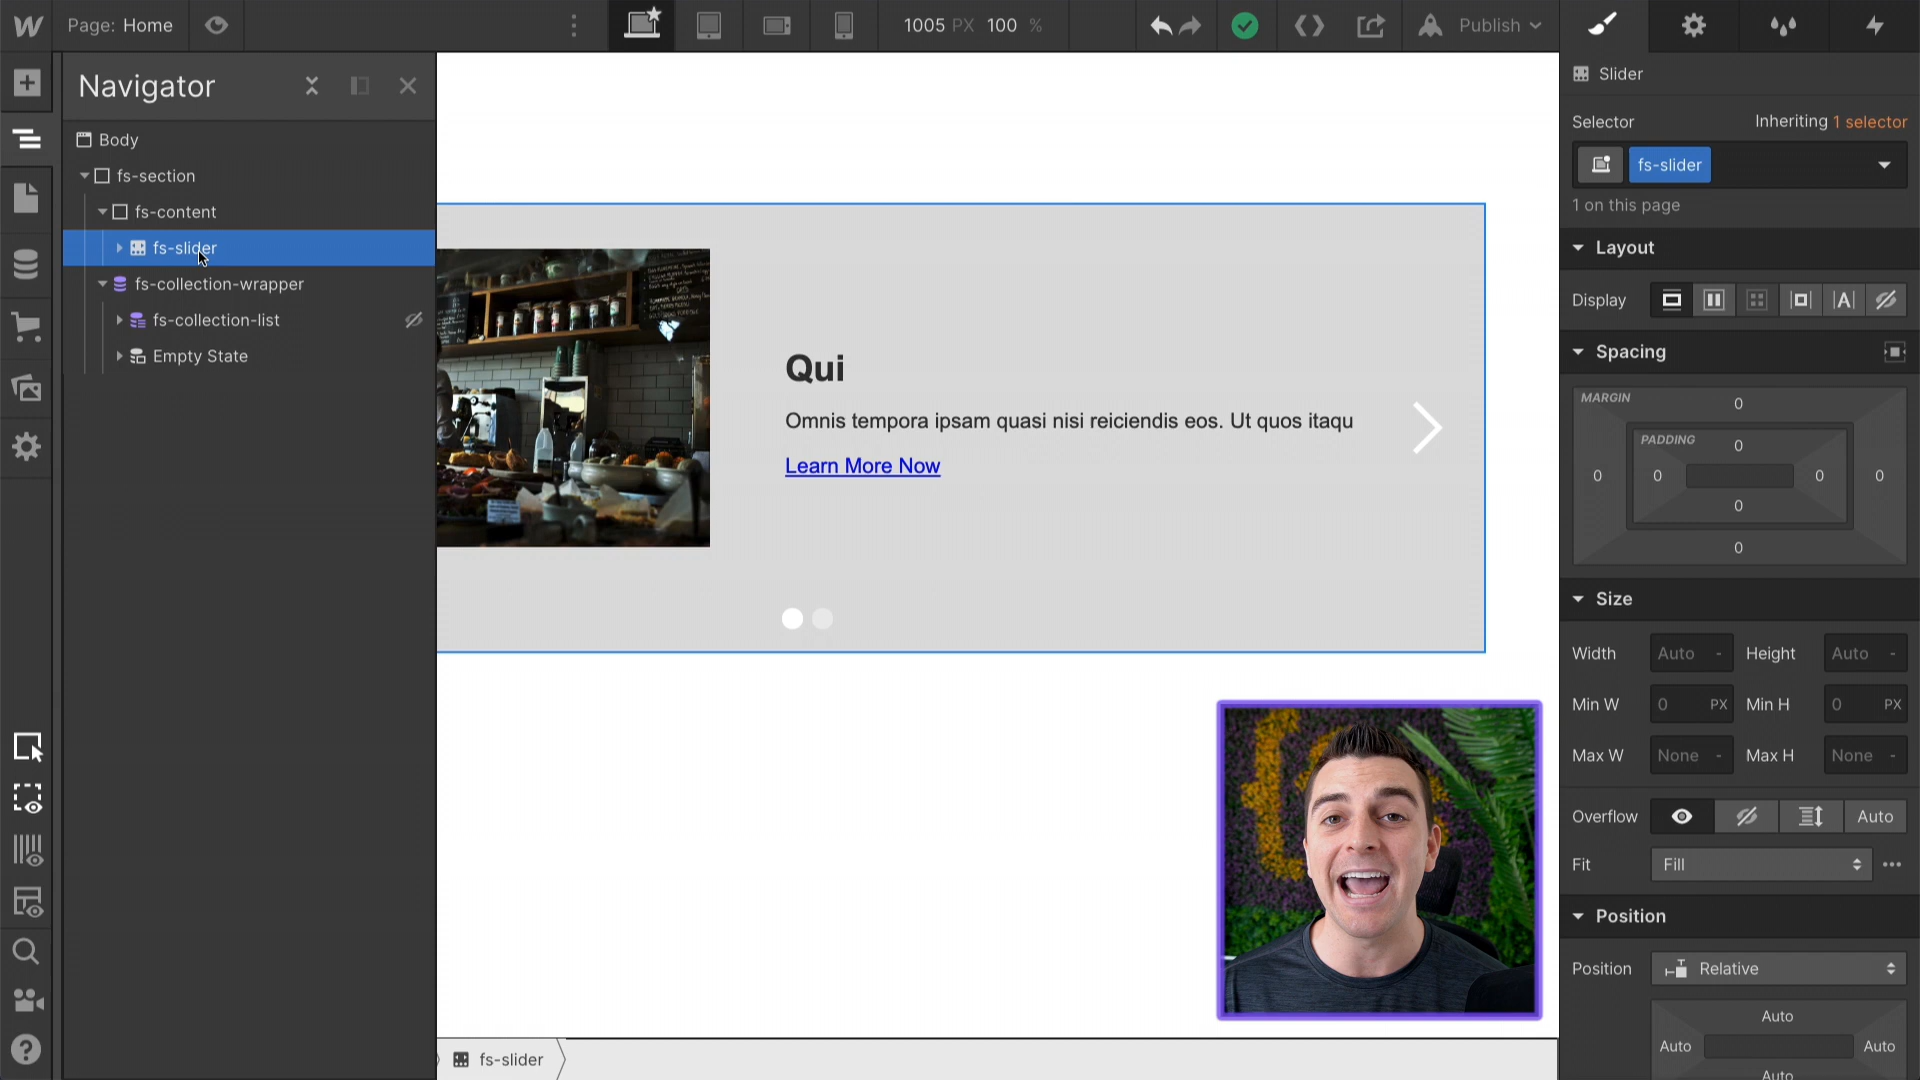 Page: Home
1005 PX 100 %
Publish
Navigator
Body
fs-section
fs-content
fs-slider
fs-collection-wrapper
fs-collection-list
Empty State
Qui
Omnis tempora ipsam quasi nisi reiciendis eos. Ut quos itaqu
Learn More Now
fs-slider
Slider
Selector
Inheriting 1 selector
fs-slider
1 on this page
Layout
Display
Spacing
MARGIN
0
PADDING
0
0 0 0 0
0
0
Size
Width Auto - Height Auto -
Min W 0 PX Min H 0 PX
Max W None - Max H None -
Overflow Auto
Fit Fill
Position
Position Relative
Auto
Auto Auto
Auto